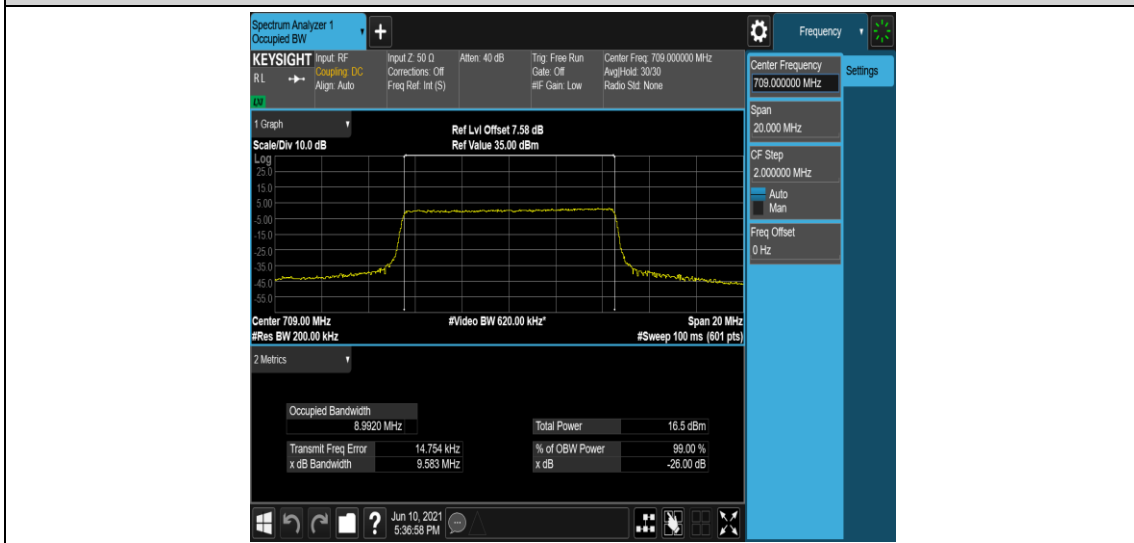 Spectrum Analyzer 1
Occupied BW
+
Frequency
KEYSIGHT
RL
Input: RF
Coupling: DC
Align: Auto
Input Z: 50 Ω
Corrections: Off
Freq Ref: Int (S)
Atten: 40 dB
Trig: Free Run
Gate: Off
#IF Gain: Low
Center Freq: 709.000000 MHz
Avg|Hold: 30/30
Radio Std: None
1 Graph
Scale/Div 10.0 dB
Ref Lvl Offset 7.58 dB
Ref Value 35.00 dBm
Log
25.0
15.0
5.00
-5.00
-15.0
-25.0
-35.0
-45.0
-55.0
Center 709.00 MHz
#Res BW 200.00 kHz
#Video BW 620.00 kHz*
Span 20 MHz
#Sweep 100 ms (601 pts)
2 Metrics
Occupied Bandwidth
8.9920 MHz
Transmit Freq Error 14.754 kHz
x dB Bandwidth 9.583 MHz
Total Power 16.5 dBm
% of OBW Power 99.00 %
x dB -26.00 dB
Center Frequency
709.000000 MHz
Settings
Span
20.000 MHz
CF Step
2.000000 MHz
Auto
Man
Freq Offset
0 Hz
?
Jun 10, 2021
5:36:58 PM